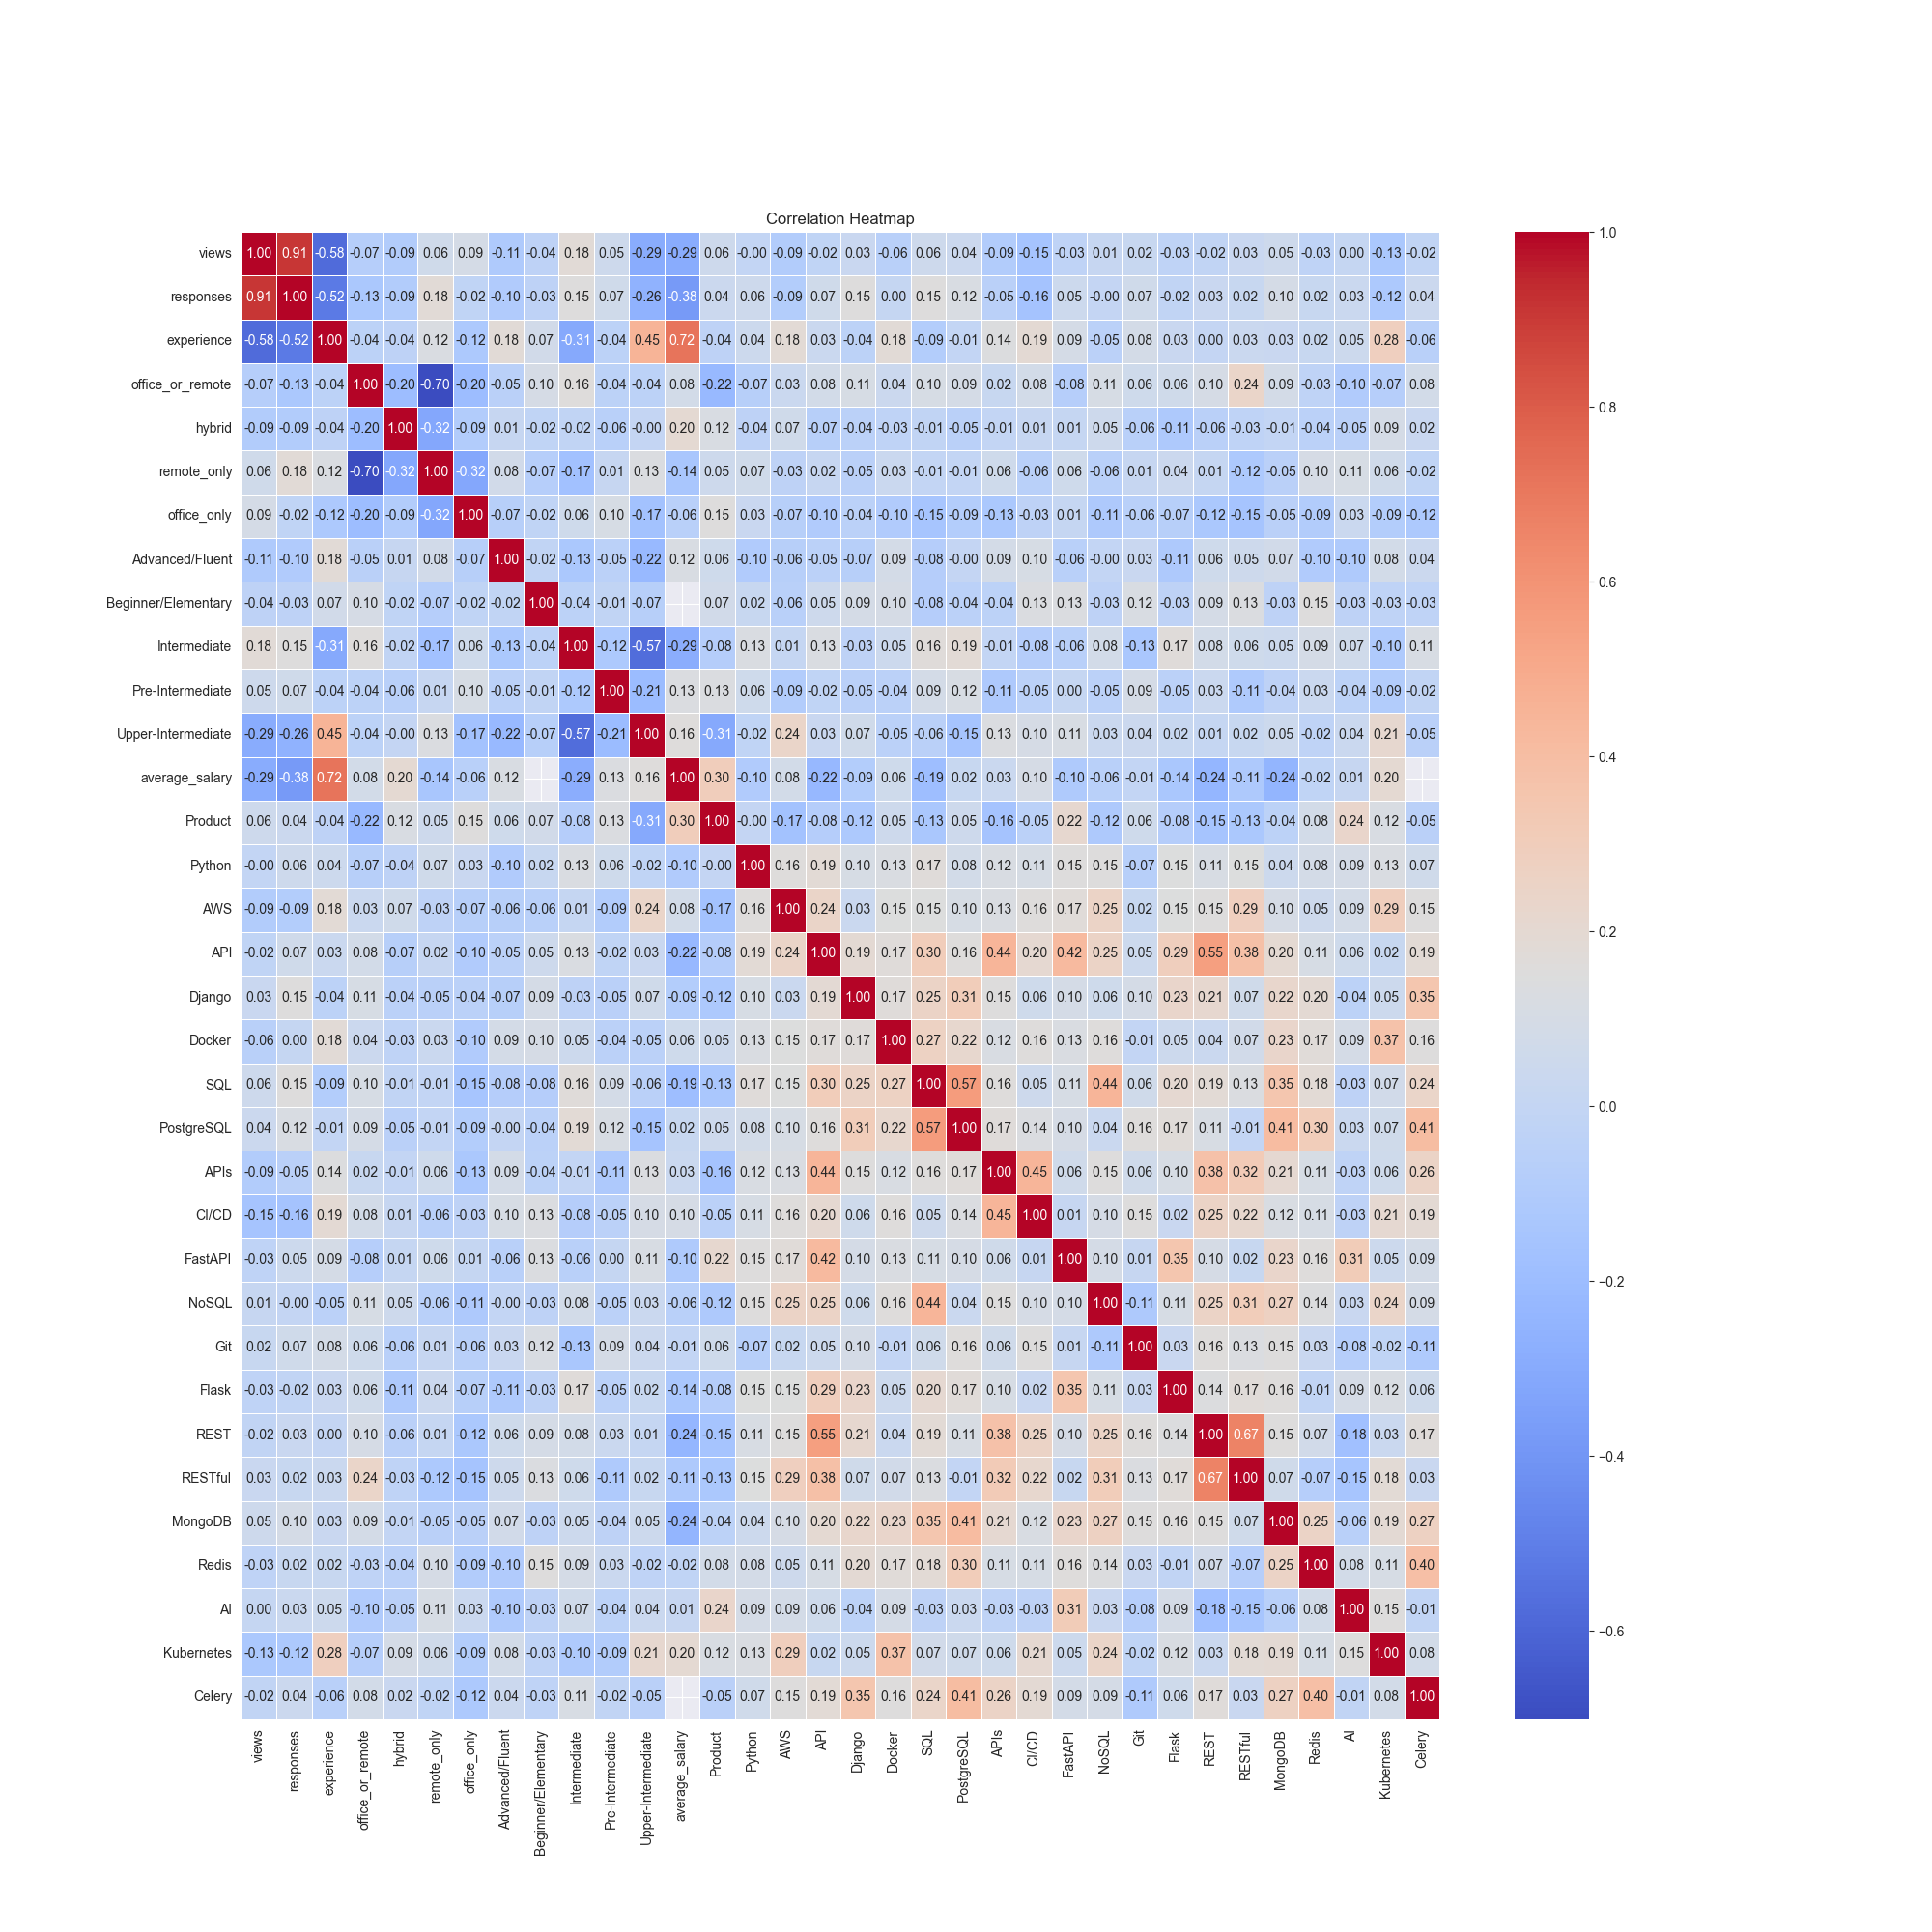 Correlation Heatmap
views 1.00 0.91 -0.58 -0.07 -0.09 0.06 0.09 -0.11 -0.04 0.18 0.05 -0.29 -0.29 0.06 -0.00 -0.09 -0.02 0.03 -0.06 0.06 0.04 -0.09 -0.15 -0.03 0.01 0.02 -0.03 -0.02 0.03 0.05 -0.03 0.00 -0.13 -0.02
responses 0.91 1.00 -0.52 -0.13 -0.09 0.18 -0.02 -0.10 -0.03 0.15 0.07 -0.26 -0.38 0.04 0.06 -0.09 0.07 0.15 0.00 0.15 0.12 -0.05 -0.16 0.05 -0.00 0.07 -0.02 0.03 0.02 0.10 0.02 0.03 -0.12 0.04
experience -0.58 -0.52 1.00 -0.04 -0.04 0.12 -0.12 0.18 0.07 -0.31 -0.04 0.45 0.72 -0.04 0.04 0.18 0.03 -0.04 0.18 -0.09 -0.01 0.14 0.19 0.09 -0.05 0.08 0.03 0.00 0.03 0.03 0.02 0.05 0.28 -0.06
office_or_remote -0.07 -0.13 -0.04 1.00 -0.20 -0.70 -0.20 -0.05 0.10 0.16 -0.04 -0.04 0.08 -0.22 -0.07 0.03 0.08 0.11 0.04 0.10 0.09 0.02 0.08 -0.08 0.11 0.06 0.06 0.10 0.24 0.09 -0.03 -0.10 -0.07 0.08
hybrid -0.09 -0.09 -0.04 -0.20 1.00 -0.32 -0.09 0.01 -0.02 -0.02 -0.06 -0.00 0.20 0.12 -0.04 0.07 -0.07 -0.04 -0.03 -0.01 -0.05 -0.01 0.01 0.01 0.05 -0.06 -0.11 -0.06 -0.03 -0.01 -0.04 -0.05 0.09 0.02
remote_only 0.06 0.18 0.12 -0.70 -0.32 1.00 -0.32 0.08 -0.07 -0.17 0.01 0.13 -0.14 0.05 0.07 -0.03 0.02 -0.05 0.03 -0.01 -0.01 0.06 -0.06 0.06 -0.06 0.01 0.04 0.01 -0.12 -0.05 0.10 0.11 0.06 -0.02
office_only 0.09 -0.02 -0.12 -0.20 -0.09 -0.32 1.00 -0.07 -0.02 0.06 0.10 -0.17 -0.06 0.15 0.03 -0.07 -0.10 -0.04 -0.10 -0.15 -0.09 -0.13 -0.03 0.01 -0.11 -0.06 -0.07 -0.12 -0.15 -0.05 -0.09 0.03 -0.09 -0.12
Advanced/Fluent -0.11 -0.10 0.18 -0.05 0.01 0.08 -0.07 1.00 -0.02 -0.13 -0.05 -0.22 0.12 0.06 -0.10 -0.06 -0.05 -0.07 0.09 -0.08 -0.00 0.09 0.10 -0.06 -0.00 0.03 -0.11 0.06 0.05 0.07 -0.10 -0.10 0.08 0.04
Beginner/Elementary -0.04 -0.03 0.07 0.10 -0.02 -0.07 -0.02 -0.02 1.00 -0.04 -0.01 -0.07 0.07 0.02 -0.06 0.05 0.09 0.10 -0.08 -0.04 -0.04 0.13 0.13 -0.03 0.12 -0.03 0.09 0.13 -0.03 0.15 -0.03 -0.03 -0.03
Intermediate 0.18 0.15 -0.31 0.16 -0.02 -0.17 0.06 -0.13 -0.04 1.00 -0.12 -0.57 -0.29 -0.08 0.13 0.01 0.13 -0.03 0.05 0.16 0.19 -0.01 -0.08 -0.06 0.08 -0.13 0.17 0.08 0.06 0.05 0.09 0.07 -0.10 0.11
Pre-Intermediate 0.05 0.07 -0.04 -0.04 -0.06 0.01 0.10 -0.05 -0.01 -0.12 1.00 -0.21 0.13 0.13 0.06 -0.09 -0.02 -0.05 -0.04 0.09 0.12 -0.11 -0.05 0.00 -0.05 0.09 -0.05 0.03 -0.11 -0.04 0.03 -0.04 -0.09 -0.02
Upper-Intermediate -0.29 -0.26 0.45 -0.04 -0.00 0.13 -0.17 -0.22 -0.07 -0.57 -0.21 1.00 0.16 -0.31 -0.02 0.24 0.03 0.07 -0.05 -0.06 -0.15 0.13 0.10 0.11 0.03 0.04 0.02 0.01 0.02 0.05 -0.02 0.04 0.21 -0.05
average_salary -0.29 -0.38 0.72 0.08 0.20 -0.14 -0.06 0.12 -0.29 0.13 0.16 1.00 0.30 -0.10 0.08 -0.22 -0.09 0.06 -0.19 0.02 0.03 0.10 -0.10 -0.06 -0.01 -0.14 -0.24 -0.11 -0.24 -0.02 0.01 0.20
Product 0.06 0.04 -0.04 -0.22 0.12 0.05 0.15 0.06 0.07 -0.08 0.13 -0.31 0.30 1.00 -0.00 -0.17 -0.08 -0.12 0.05 -0.13 0.05 -0.16 -0.05 0.22 -0.12 0.06 -0.08 -0.15 -0.13 -0.04 0.08 0.24 0.12 -0.05
Python -0.00 0.06 0.04 -0.07 -0.04 0.07 0.03 -0.10 0.02 0.13 0.06 -0.02 -0.10 -0.00 1.00 0.16 0.19 0.10 0.13 0.17 0.08 0.12 0.11 0.15 0.15 -0.07 0.15 0.11 0.15 0.04 0.08 0.09 0.13 0.07
AWS -0.09 -0.09 0.18 0.03 0.07 -0.03 -0.07 -0.06 -0.06 0.01 -0.09 0.24 0.08 -0.17 0.16 1.00 0.24 0.03 0.15 0.15 0.10 0.13 0.16 0.17 0.25 0.02 0.15 0.15 0.29 0.10 0.05 0.09 0.29 0.15
API -0.02 0.07 0.03 0.08 -0.07 0.02 -0.10 -0.05 0.05 0.13 -0.02 0.03 -0.22 -0.08 0.19 0.24 1.00 0.19 0.17 0.30 0.16 0.44 0.20 0.42 0.25 0.05 0.29 0.55 0.38 0.20 0.11 0.06 0.02 0.19
Django 0.03 0.15 -0.04 0.11 -0.04 -0.05 -0.04 -0.07 0.09 -0.03 -0.05 0.07 -0.09 -0.12 0.10 0.03 0.19 1.00 0.17 0.25 0.31 0.15 0.06 0.10 0.06 0.10 0.23 0.21 0.07 0.22 0.20 -0.04 0.05 0.35
Docker -0.06 0.00 0.18 0.04 -0.03 0.03 -0.10 0.09 0.10 0.05 -0.04 -0.05 0.06 0.05 0.13 0.15 0.17 0.17 1.00 0.27 0.22 0.12 0.16 0.13 0.16 -0.01 0.05 0.04 0.07 0.23 0.17 0.09 0.37 0.16
SQL 0.06 0.15 -0.09 0.10 -0.01 -0.01 -0.15 -0.08 -0.08 0.16 0.09 -0.06 -0.19 -0.13 0.17 0.15 0.30 0.25 0.27 1.00 0.57 0.16 0.05 0.11 0.44 0.06 0.20 0.19 0.13 0.35 0.18 -0.03 0.07 0.24
PostgreSQL 0.04 0.12 -0.01 0.09 -0.05 -0.01 -0.09 -0.00 -0.04 0.19 0.12 -0.15 0.02 0.05 0.08 0.10 0.16 0.31 0.22 0.57 1.00 0.17 0.14 0.10 0.04 0.16 0.17 0.11 -0.01 0.41 0.30 0.03 0.07 0.41
APIs -0.09 -0.05 0.14 0.02 -0.01 0.06 -0.13 0.09 -0.04 -0.01 -0.11 0.13 0.03 -0.16 0.12 0.13 0.44 0.15 0.12 0.16 0.17 1.00 0.45 0.06 0.15 0.06 0.10 0.38 0.32 0.21 0.11 -0.03 0.06 0.26
CI/CD -0.15 -0.16 0.19 0.08 0.01 -0.06 -0.03 0.10 0.13 -0.08 -0.05 0.10 0.10 -0.05 0.11 0.16 0.20 0.06 0.16 0.05 0.14 0.45 1.00 0.01 0.10 0.15 0.02 0.25 0.22 0.12 0.11 -0.03 0.21 0.19
FastAPI -0.03 0.05 0.09 -0.08 0.01 0.06 0.01 -0.06 0.13 -0.06 0.00 0.11 -0.10 0.22 0.15 0.17 0.42 0.10 0.13 0.11 0.10 0.06 0.01 1.00 0.10 0.01 0.35 0.10 0.02 0.23 0.16 0.31 0.05 0.09
NoSQL 0.01 -0.00 -0.05 0.11 0.05 -0.06 -0.11 -0.00 -0.03 0.08 -0.05 0.03 -0.06 -0.12 0.15 0.25 0.25 0.06 0.16 0.44 0.04 0.15 0.10 0.10 1.00 -0.11 0.11 0.25 0.31 0.27 0.14 0.03 0.24 0.09
Git 0.02 0.07 0.08 0.06 -0.06 0.01 -0.06 0.03 0.12 -0.13 0.09 0.04 -0.01 0.06 -0.07 0.02 0.05 0.10 -0.01 0.06 0.16 0.06 0.15 0.01 -0.11 1.00 0.03 0.16 0.13 0.15 0.03 -0.08 -0.02 -0.11
Flask -0.03 -0.02 0.03 0.06 -0.11 0.04 -0.07 -0.11 -0.03 0.17 -0.05 0.02 -0.14 -0.08 0.15 0.15 0.29 0.23 0.05 0.20 0.17 0.10 0.02 0.35 0.11 0.03 1.00 0.14 0.17 0.16 -0.01 0.09 0.12 0.06
REST -0.02 0.03 0.00 0.10 -0.06 0.01 -0.12 0.06 0.09 0.08 0.03 0.01 -0.24 -0.15 0.11 0.15 0.55 0.21 0.04 0.19 0.11 0.38 0.25 0.10 0.25 0.16 0.14 1.00 0.67 0.15 0.07 -0.18 0.03 0.17
RESTful 0.03 0.02 0.03 0.24 -0.03 -0.12 -0.15 0.05 0.13 0.06 -0.11 0.02 -0.11 -0.13 0.15 0.29 0.38 0.07 0.07 0.13 -0.01 0.32 0.22 0.02 0.31 0.13 0.17 0.67 1.00 0.07 -0.07 -0.15 0.18 0.03
MongoDB 0.05 0.10 0.03 0.09 -0.01 -0.05 -0.05 0.07 -0.03 0.05 -0.04 0.05 -0.24 -0.04 0.04 0.10 0.20 0.22 0.23 0.35 0.41 0.21 0.12 0.23 0.27 0.15 0.16 0.15 0.07 1.00 0.25 -0.06 0.19 0.27
Redis -0.03 0.02 0.02 -0.03 -0.04 0.10 -0.09 -0.10 0.15 0.09 0.03 -0.02 -0.02 0.08 0.08 0.05 0.11 0.20 0.17 0.18 0.30 0.11 0.11 0.16 0.14 0.03 -0.01 0.07 -0.07 0.25 1.00 0.08 0.11 0.40
AI 0.00 0.03 0.05 -0.10 -0.05 0.11 0.03 -0.10 -0.03 0.07 -0.04 0.04 0.01 0.24 0.09 0.09 0.06 -0.04 0.09 -0.03 0.03 -0.03 -0.03 0.31 0.03 -0.08 0.09 -0.18 -0.15 -0.06 0.08 1.00 0.15 -0.01
Kubernetes -0.13 -0.12 0.28 -0.07 0.09 0.06 -0.09 0.08 -0.03 -0.10 -0.09 0.21 0.20 0.12 0.13 0.29 0.02 0.05 0.37 0.07 0.07 0.06 0.21 0.05 0.24 -0.02 0.12 0.03 0.18 0.19 0.11 0.15 1.00 0.08
Celery -0.02 0.04 -0.06 0.08 0.02 -0.02 -0.12 0.04 -0.03 0.11 -0.02 -0.05 -0.05 0.07 0.15 0.19 0.35 0.16 0.24 0.41 0.26 0.19 0.09 0.09 -0.11 0.06 0.17 0.03 0.27 0.40 -0.01 0.08 1.00
views responses experience office_or_remote hybrid remote_only office_only Advanced/Fluent Beginner/Elementary Intermediate Pre-Intermediate Upper-Intermediate average_salary Product Python AWS API Django Docker SQL PostgreSQL APIs CI/CD FastAPI NoSQL Git Flask REST RESTful MongoDB Redis AI Kubernetes Celery
1.0
0.8
0.6
0.4
0.2
0.0
−0.2
−0.4
−0.6